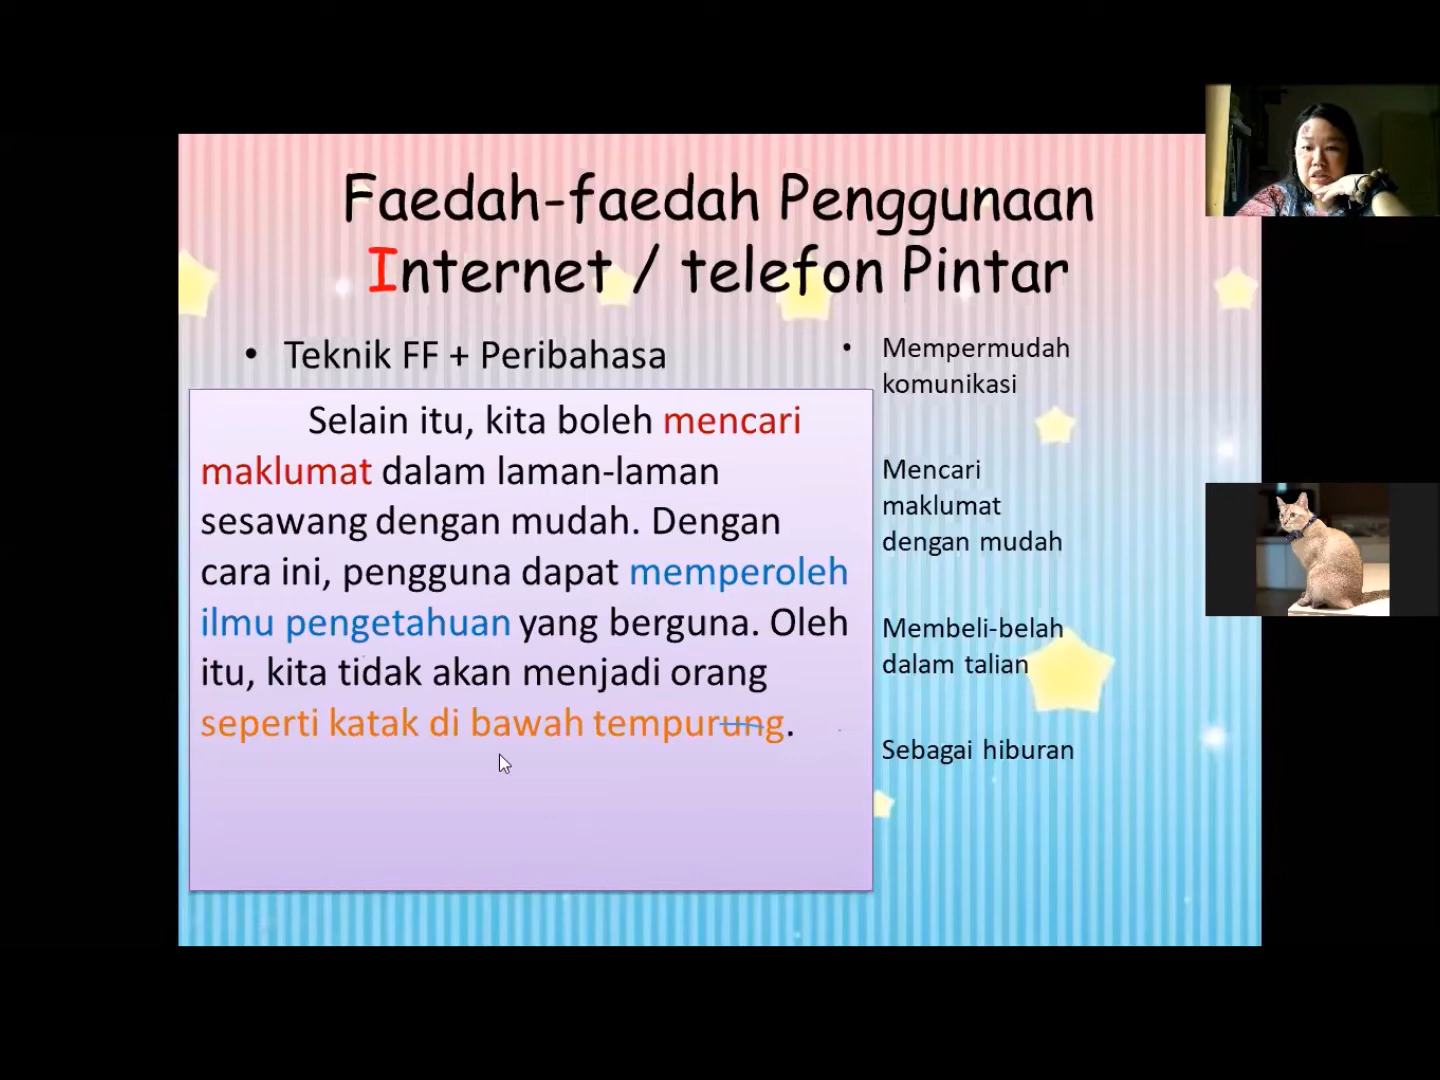 Faedah-faedah Penggunaan
Internet / telefon Pintar
• Teknik FF + Peribahasa
Selain itu, kita boleh mencari
maklumat dalam laman-laman
sesawang dengan mudah. Dengan
cara ini, pengguna dapat memperoleh
ilmu pengetahuan yang berguna. Oleh
itu, kita tidak akan menjadi orang
seperti katak di bawah tempurung.
• Mempermudah
komunikasi
Mencari
maklumat
dengan mudah
Membeli-belah
dalam talian
Sebagai hiburan